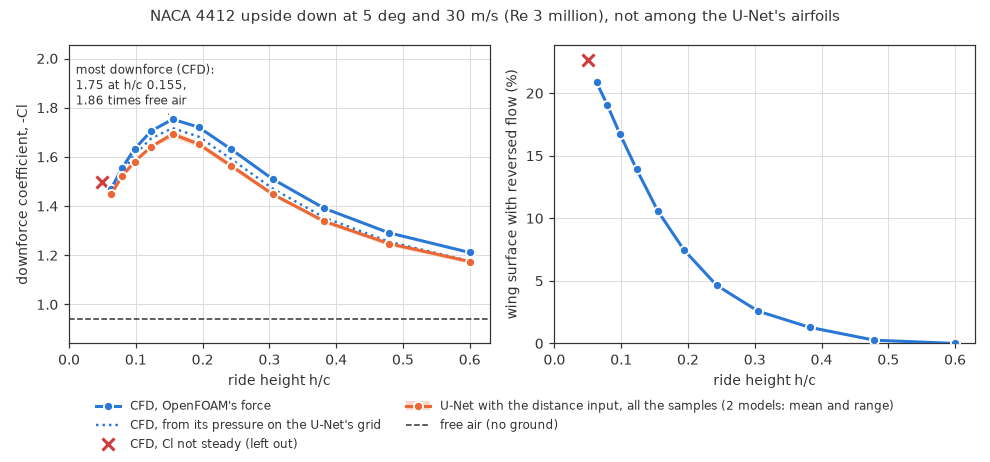 NACA 4412 upside down at 5 deg and 30 m/s (Re 3 million), not among the U-Net's airfoils
downforce coefficient, -Cl
2.0
1.8
1.6
1.4
1.2
1.0
most downforce (CFD):
1.75 at h/c 0.155,
1.86 times free air
0.0 0.1 0.2 0.3 0.4 0.5 0.6
ride height h/c
wing surface with reversed flow (%)
20
15
10
5
0
0.0 0.1 0.2 0.3 0.4 0.5 0.6
ride height h/c
CFD, OpenFOAM's force
CFD, from its pressure on the U-Net's grid
CFD, Cl not steady (left out)
U-Net with the distance input, all the samples (2 models: mean and range)
free air (no ground)